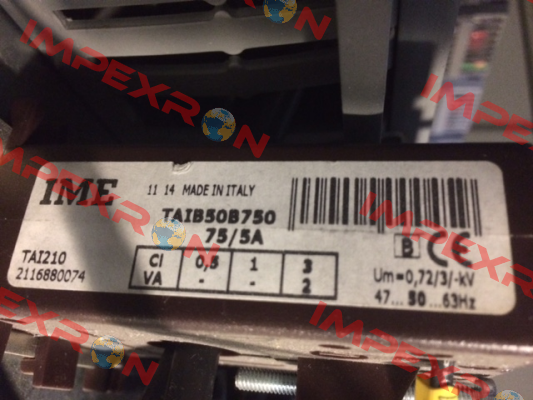 IME
11 14 MADE IN ITALY
TAIB50B750
75/5A
TAI210
2116880074
Cl 0,5 1 3
VA - - 2
B CE
Um=0,72/3/-kV
47...50...63Hz
IMPEXRON
IMPEXRON
IMPEXRON
IMPEXRON
IMPEXRON